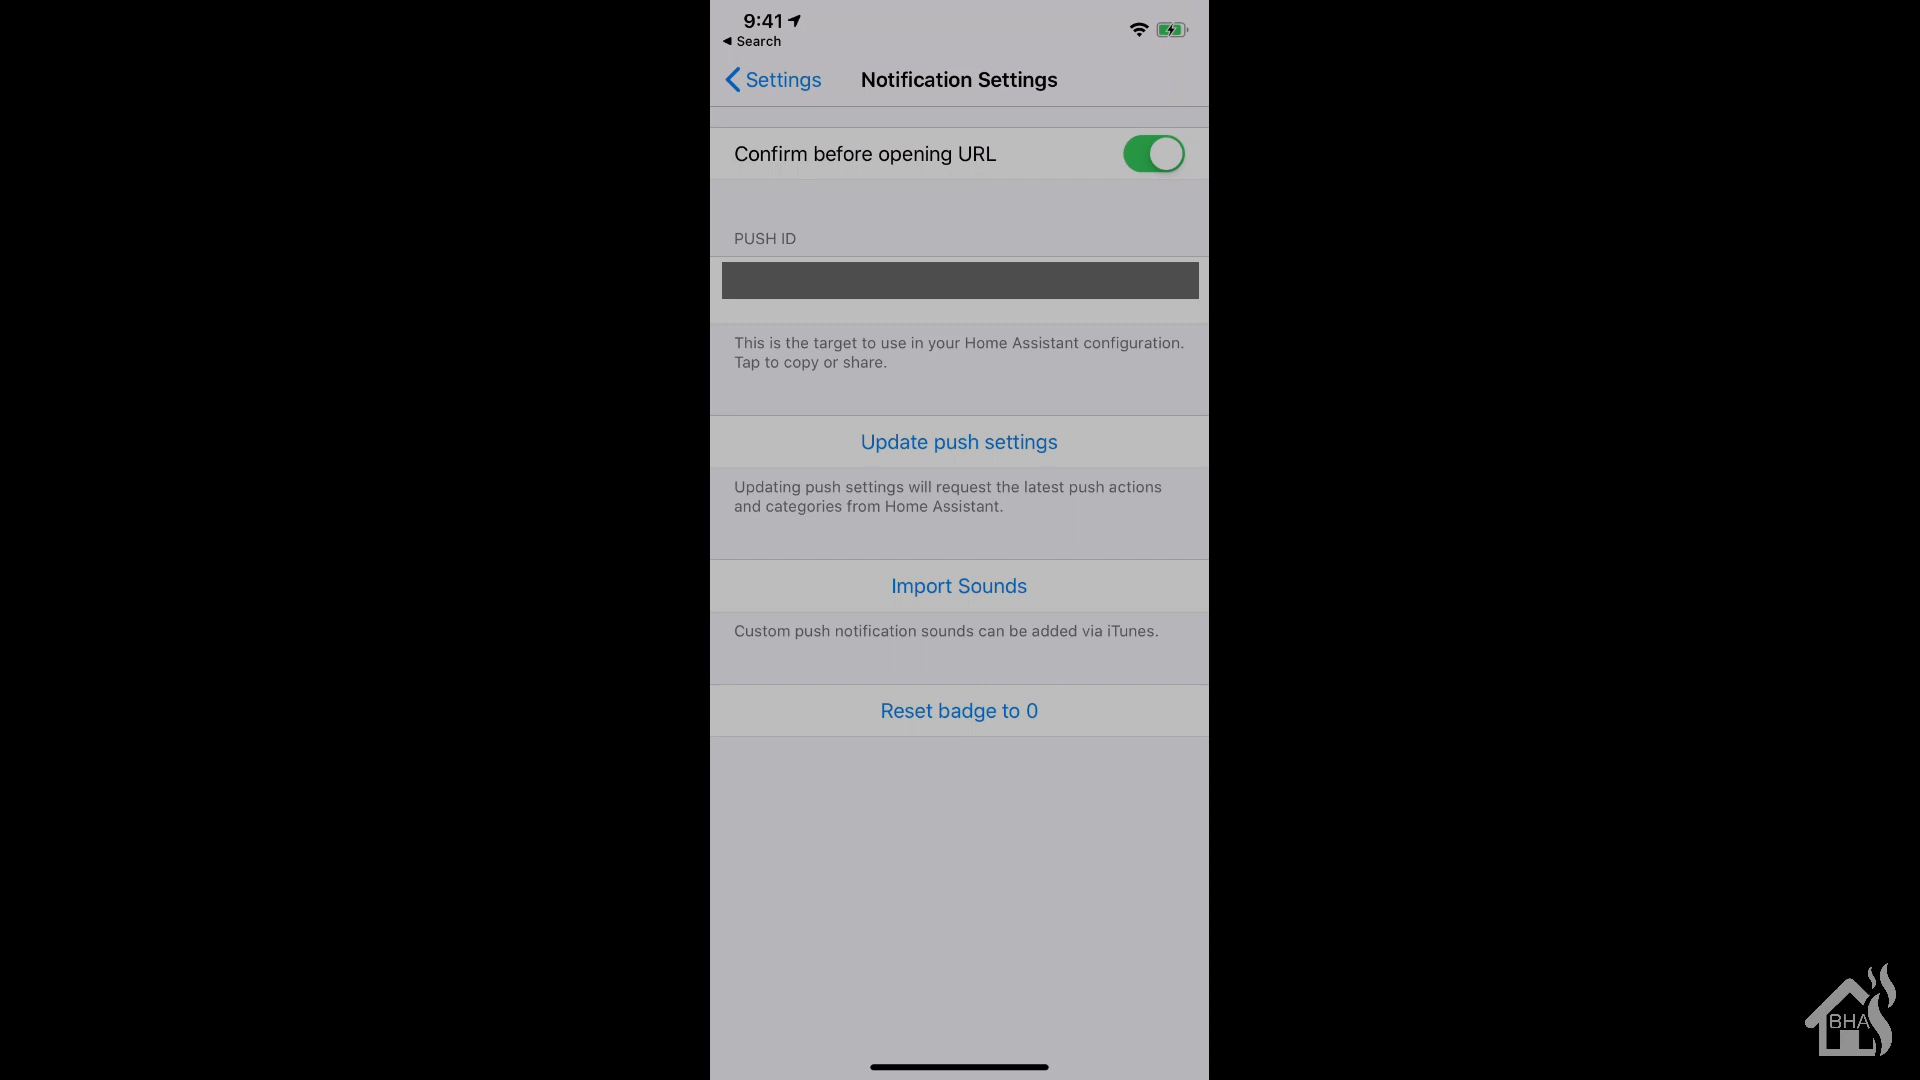 9:41
◀ Search
Settings
Notification Settings
Confirm before opening URL
PUSH ID
This is the target to use in your Home Assistant configuration.
Tap to copy or share.
Update push settings
Updating push settings will request the latest push actions
and categories from Home Assistant.
Import Sounds
Custom push notification sounds can be added via iTunes.
Reset badge to 0
BHA